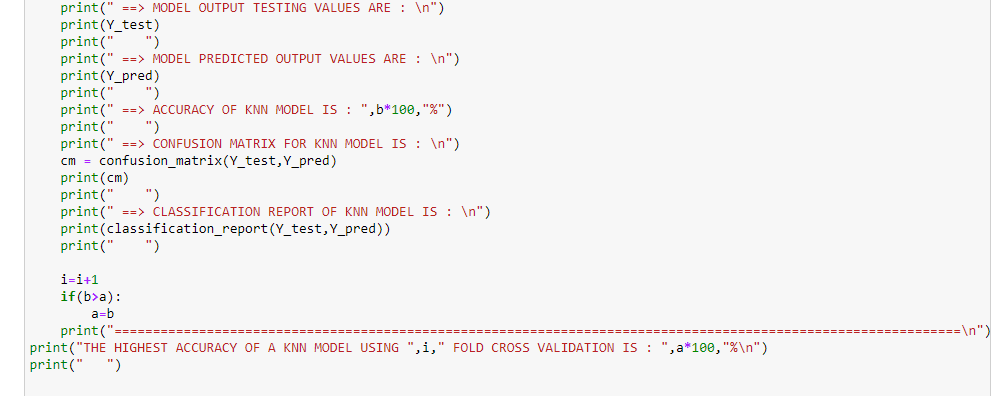 print(" ==> MODEL OUTPUT TESTING VALUES ARE : \n")
print(Y_test)
print("    ")
print(" ==> MODEL PREDICTED OUTPUT VALUES ARE : \n")
print(Y_pred)
print("    ")
print(" ==> ACCURACY OF KNN MODEL IS : ",b*100,"%")
print("    ")
print(" ==> CONFUSION MATRIX FOR KNN MODEL IS : \n")
cm = confusion_matrix(Y_test,Y_pred)
print(cm)
print("    ")
print(" ==> CLASSIFICATION REPORT OF KNN MODEL IS : \n")
print(classification_report(Y_test,Y_pred))
print("    ")
i=i+1
if(b>a):
a=b
print("==============================================================================================================\n")
print("THE HIGHEST ACCURACY OF A KNN MODEL USING ",i," FOLD CROSS VALIDATION IS : ",a*100,"%\n")
print("   ")